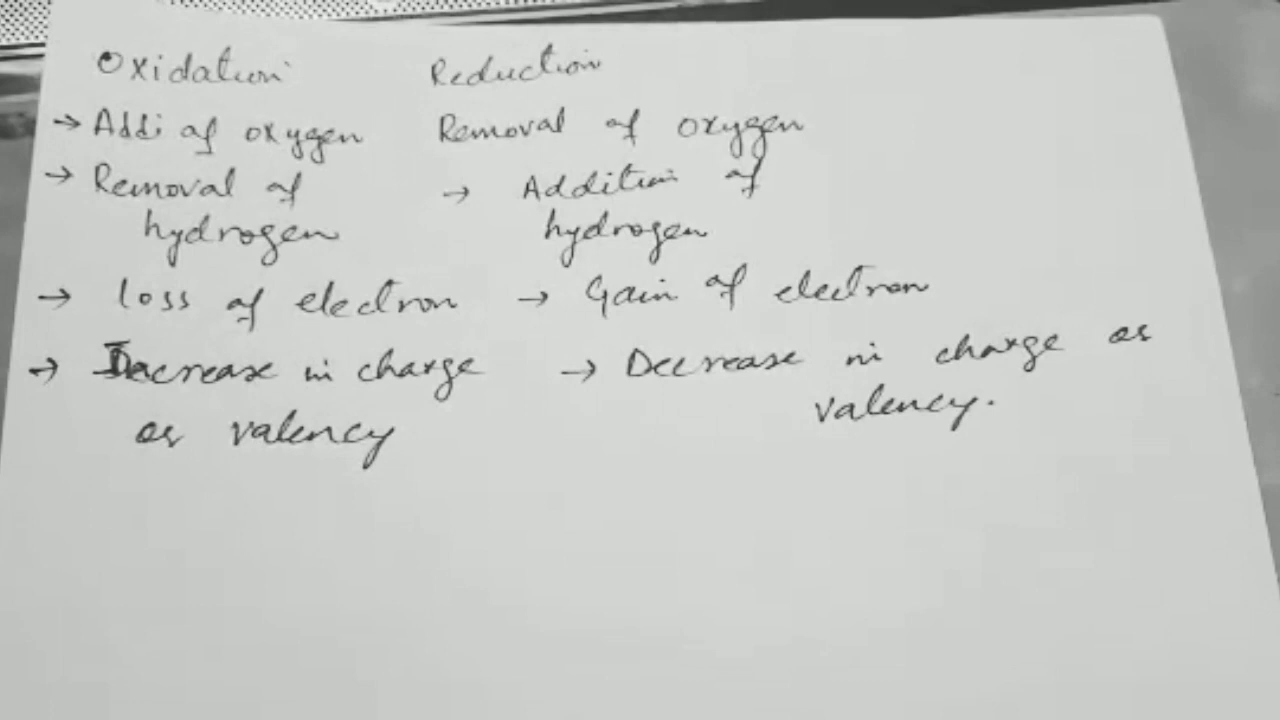 Oxidation Reduction
→ Addi of oxygen Removal of oxygen
→ Removal of → Addition of
hydrogen hydrogen
→ loss of electron → Gain of electron
→ Increase in charge → Decrease in charge or
or valency valency.